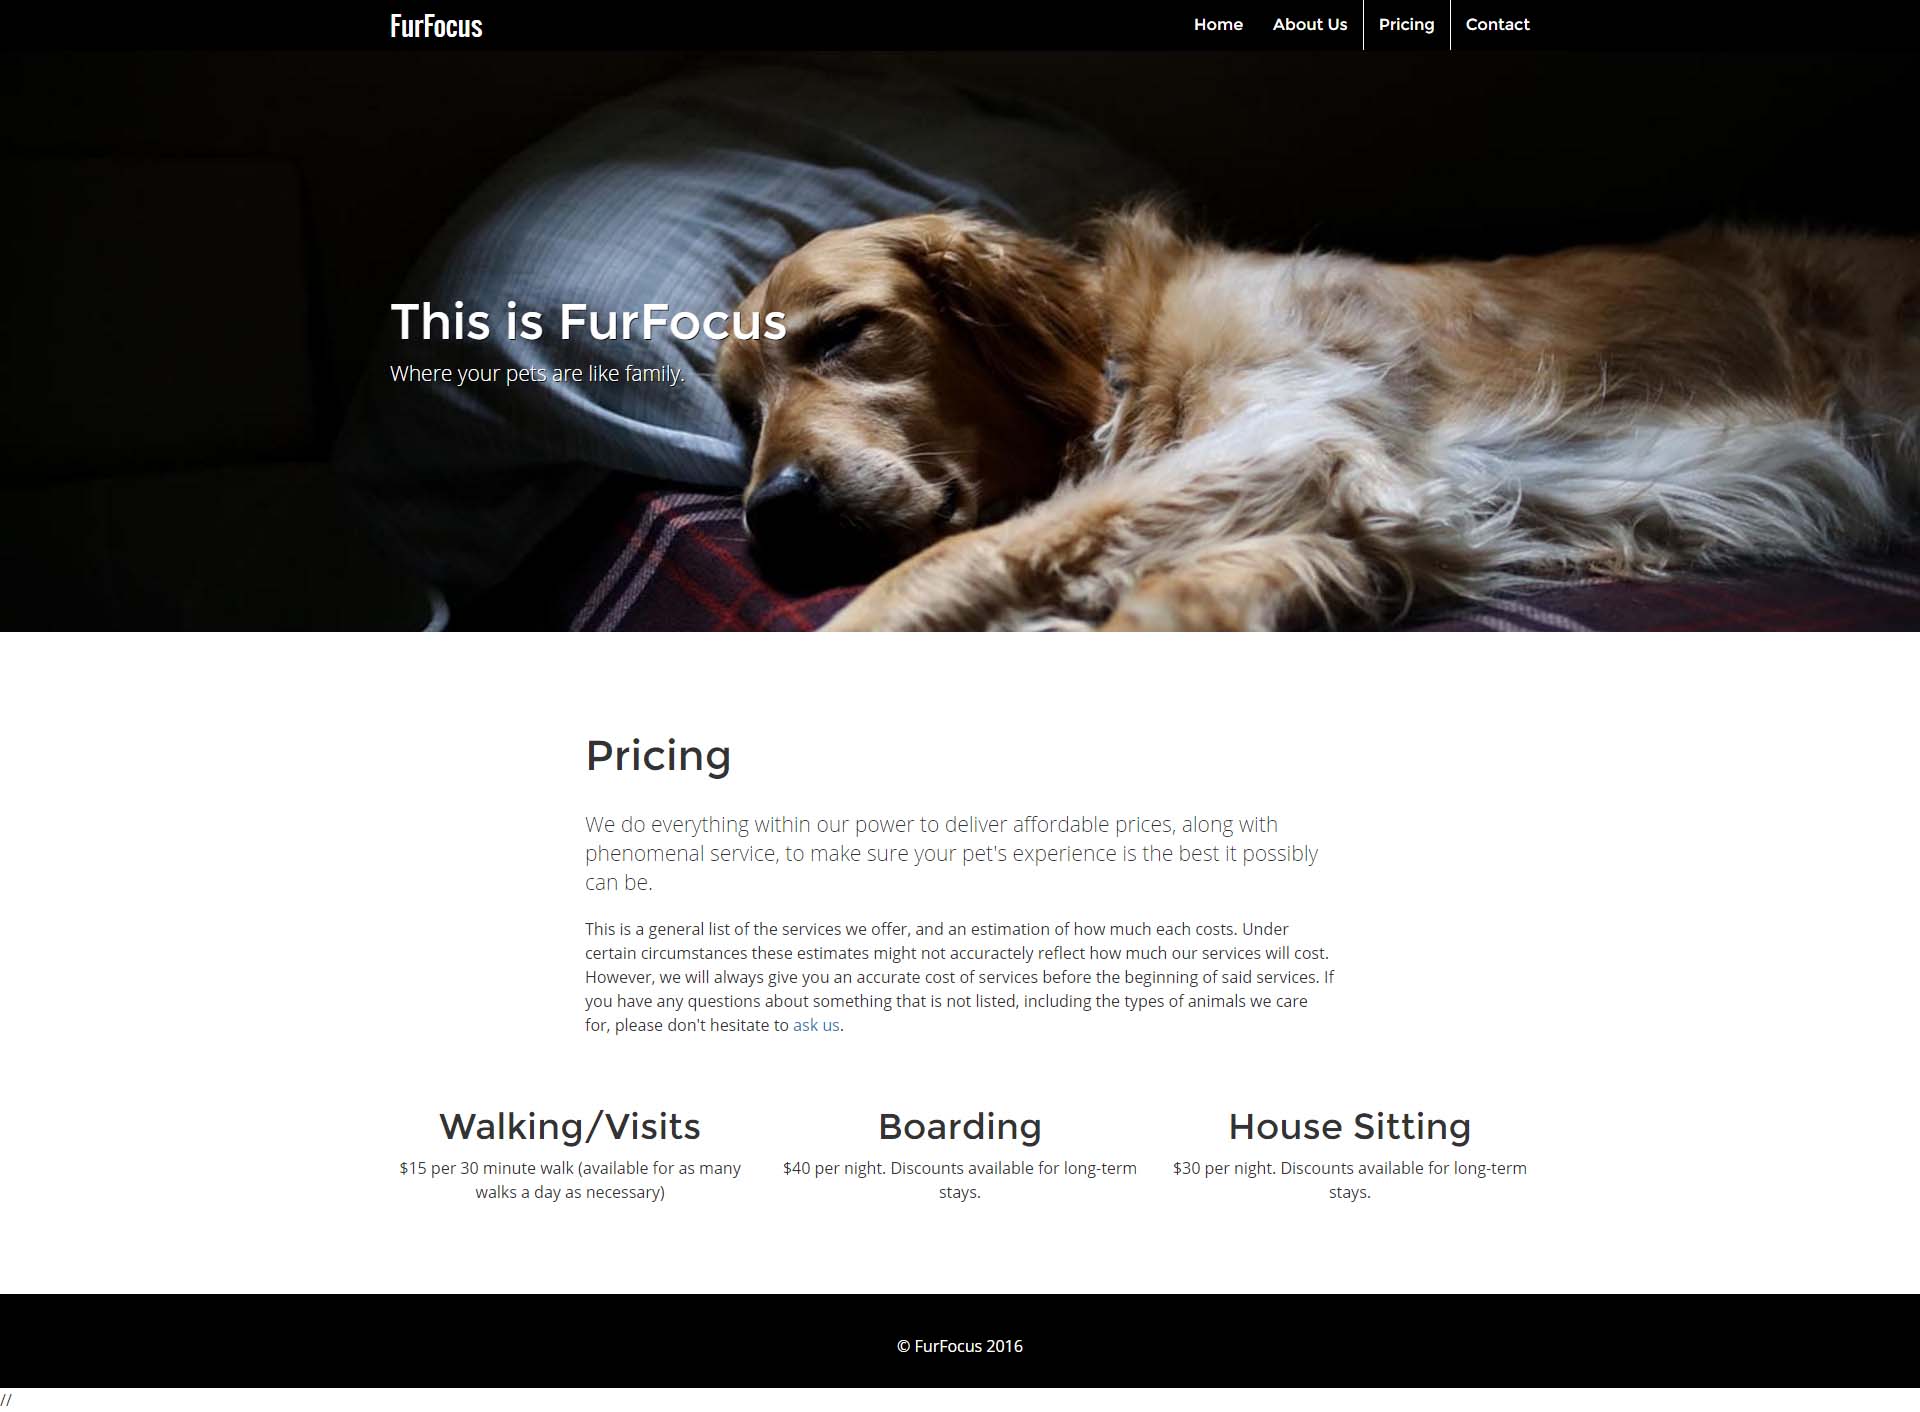 FurFocus
Home About Us Pricing Contact
This is FurFocus
Where your pets are like family.
Pricing
We do everything within our power to deliver affordable prices, along with
phenomenal service, to make sure your pet's experience is the best it possibly
can be.
This is a general list of the services we offer, and an estimation of how much each costs. Under
certain circumstances these estimates might not accuractely reflect how much our services will cost.
However, we will always give you an accurate cost of services before the beginning of said services. If
you have any questions about something that is not listed, including the types of animals we care
for, please don't hesitate to ask us.
Walking/Visits
$15 per 30 minute walk (available for as many
walks a day as necessary)
Boarding
$40 per night. Discounts available for long-term
stays.
House Sitting
$30 per night. Discounts available for long-term
stays.
© FurFocus 2016
//